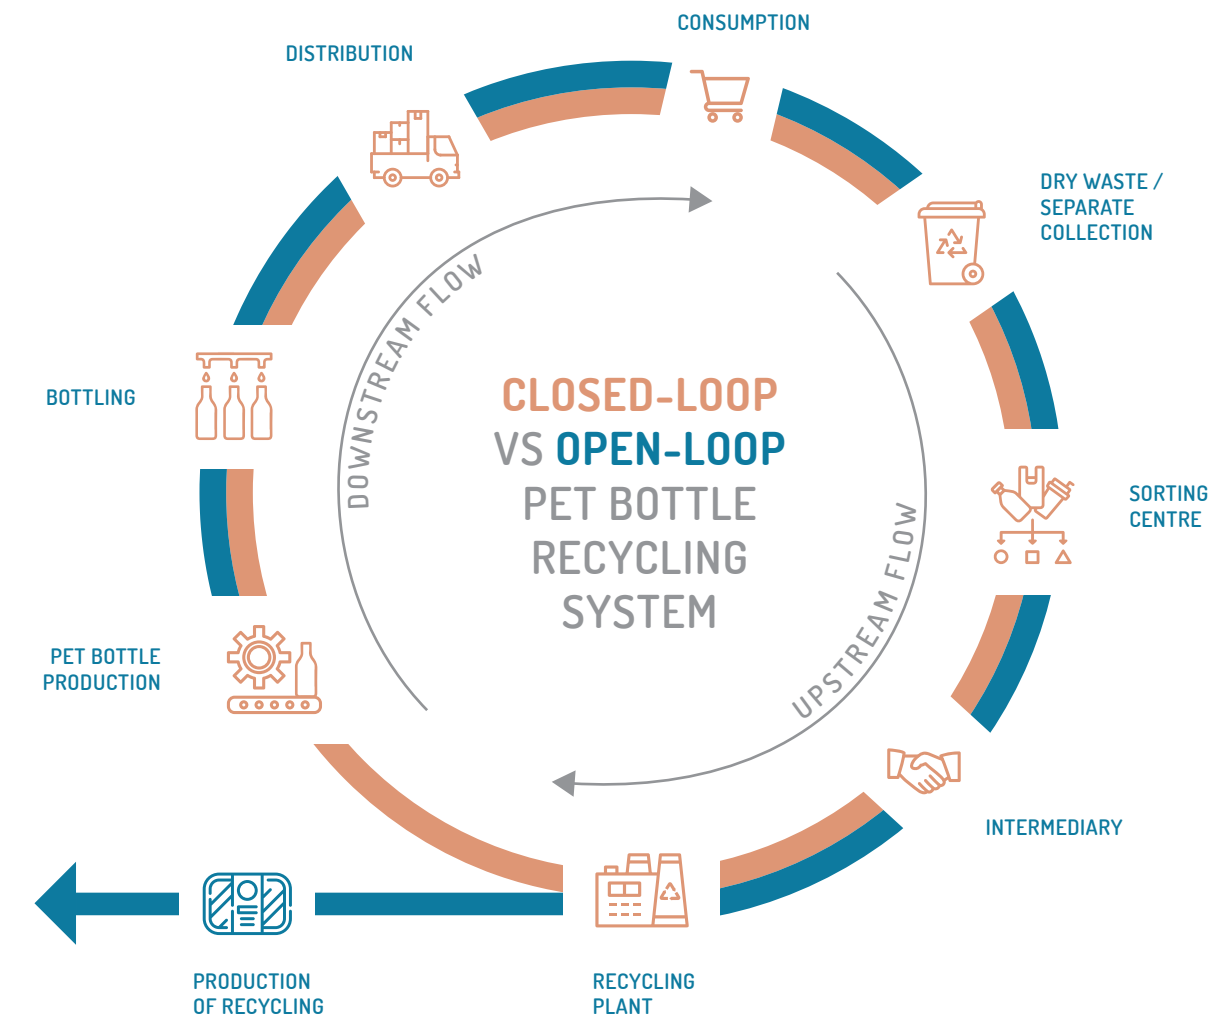 CONSUMPTION
DISTRIBUTION
DRY WASTE /
SEPARATE
COLLECTION
DOWNSTREAM FLOW
BOTTLING
CLOSED-LOOP
VS OPEN-LOOP
PET BOTTLE
RECYCLING
SYSTEM
SORTING
CENTRE
UPSTREAM FLOW
PET BOTTLE
PRODUCTION
INTERMEDIARY
PRODUCTION
OF RECYCLING
RECYCLING
PLANT